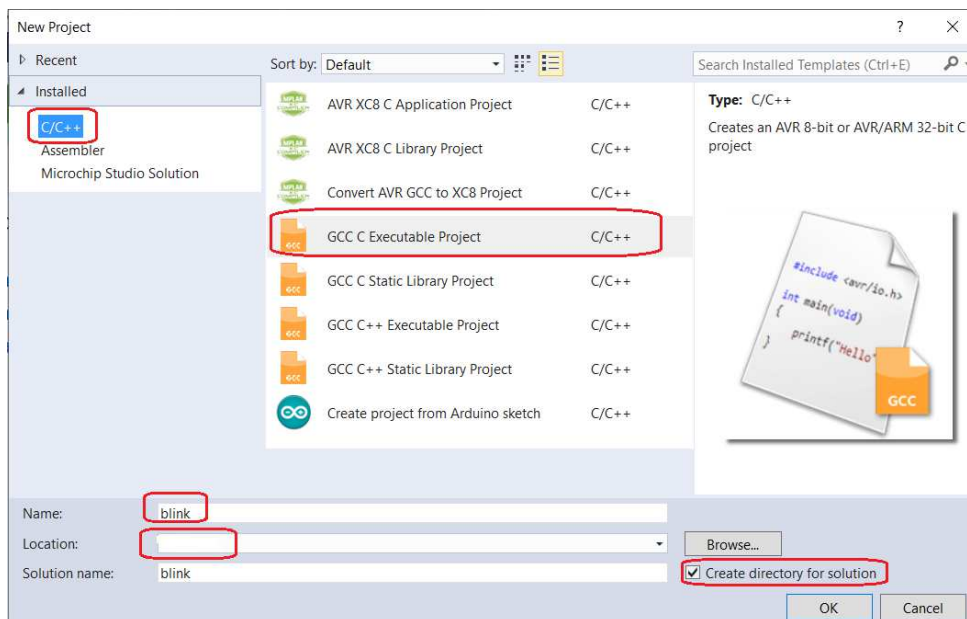 New Project ?
Recent
Installed
C/C++
Assembler
Microchip Studio Solution
Sort by: Default
AVR XC8 C Application Project C/C++
AVR XC8 C Library Project C/C++
Convert AVR GCC to XC8 Project C/C++
GCC
GCC C Executable Project C/C++
GCC
GCC C Static Library Project C/C++
GCC
GCC C++ Executable Project C/C++
GCC
GCC C++ Static Library Project C/C++
Create project from Arduino sketch C/C++
Search Installed Templates (Ctrl+E)
Type: C/C++
Creates an AVR 8-bit or AVR/ARM 32-bit C
project
#include <avr/io.h>
int main(void)
{
printf("Hello"
}
GCC
Name: blink
Location:
Browse...
Solution name: blink
Create directory for solution
OK Cancel